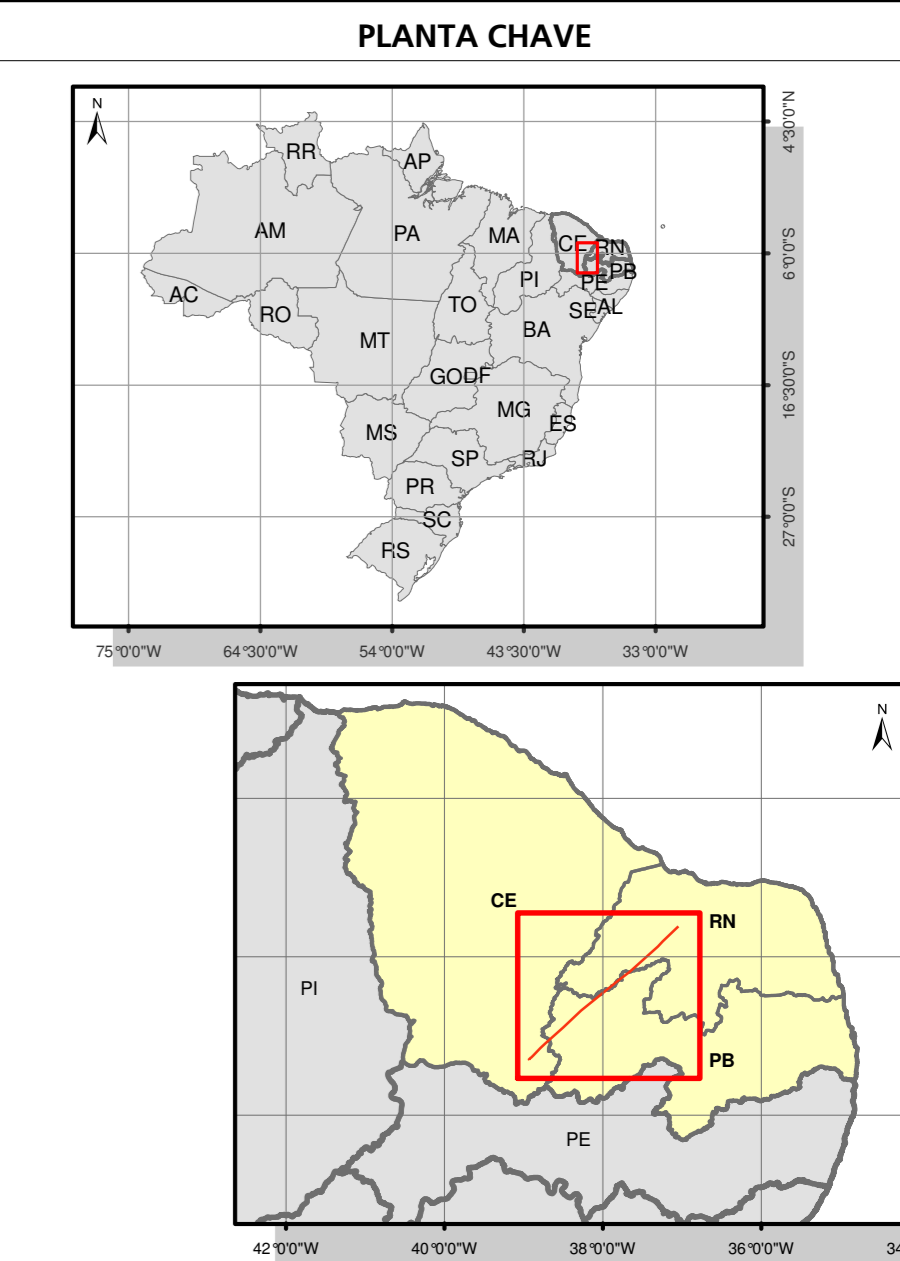 PLANTA CHAVE
N
4°30'0"N
RR
AP
AM
PA
MA
CE
RN
6°0'0"S
PB
PI
PE
AC
TO
SE
AL
RO
BA
MT
GO
DF
16°30'0"S
MG
MS
ES
SP
RJ
PR
SC
27°0'0"S
RS
75°0'0"W 64°30'0"W 54°0'0"W 43°30'0"W 33°0'0"W
N
CE
RN
PI
PB
PE
42°0'0"W 40°0'0"W 38°0'0"W 36°0'0"W 34